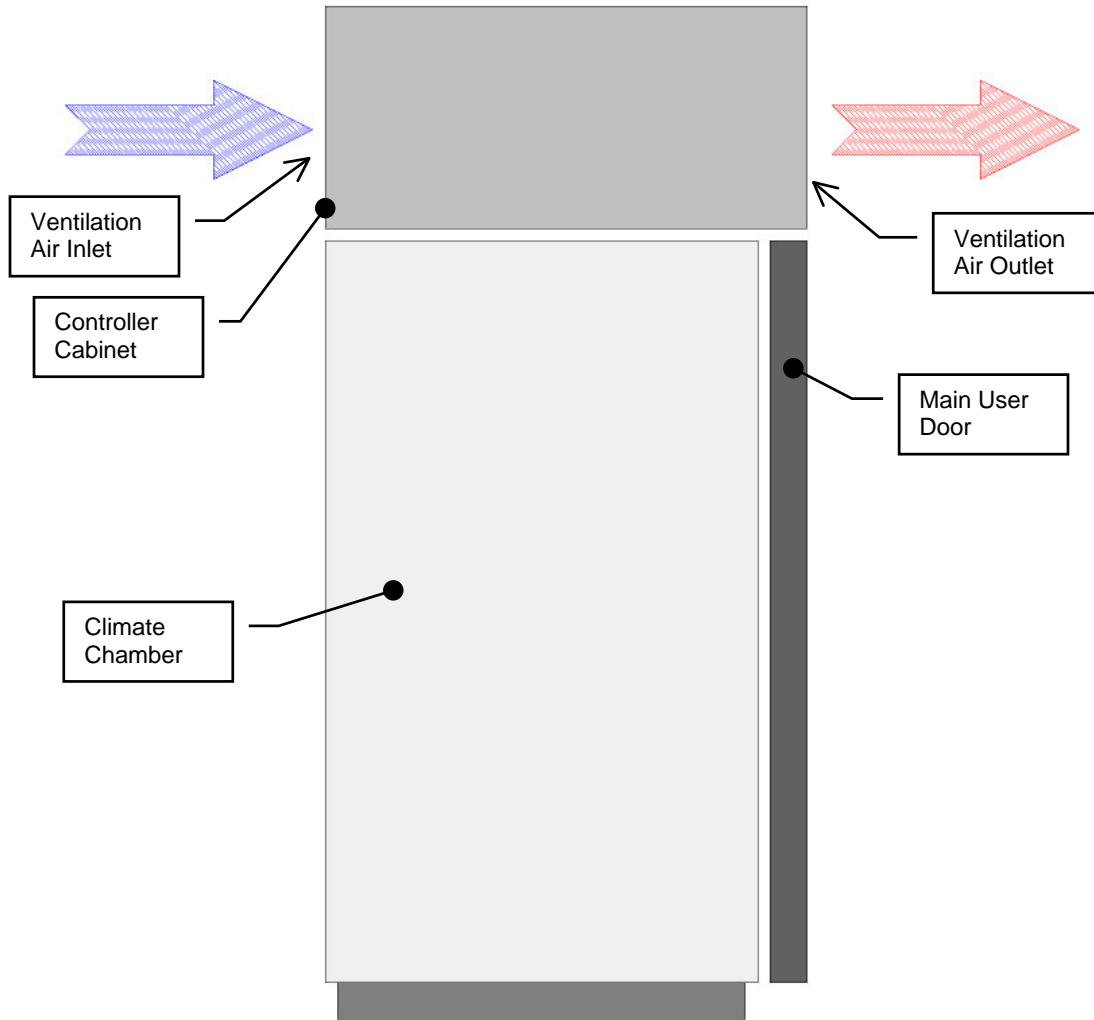 Ventilation
Air Inlet
Ventilation
Air Outlet
Controller
Cabinet
Main User
Door
Climate
Chamber